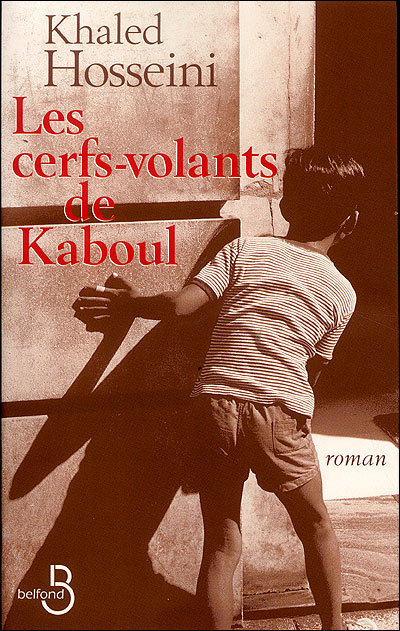 Khaled
Hosseini
Les
cerfs-volants
de
Kaboul
roman
belfond
B